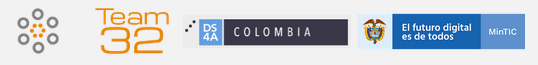 Team
32
DS
4A
COLOMBIA
El futuro digital
es de todos
MinTIC